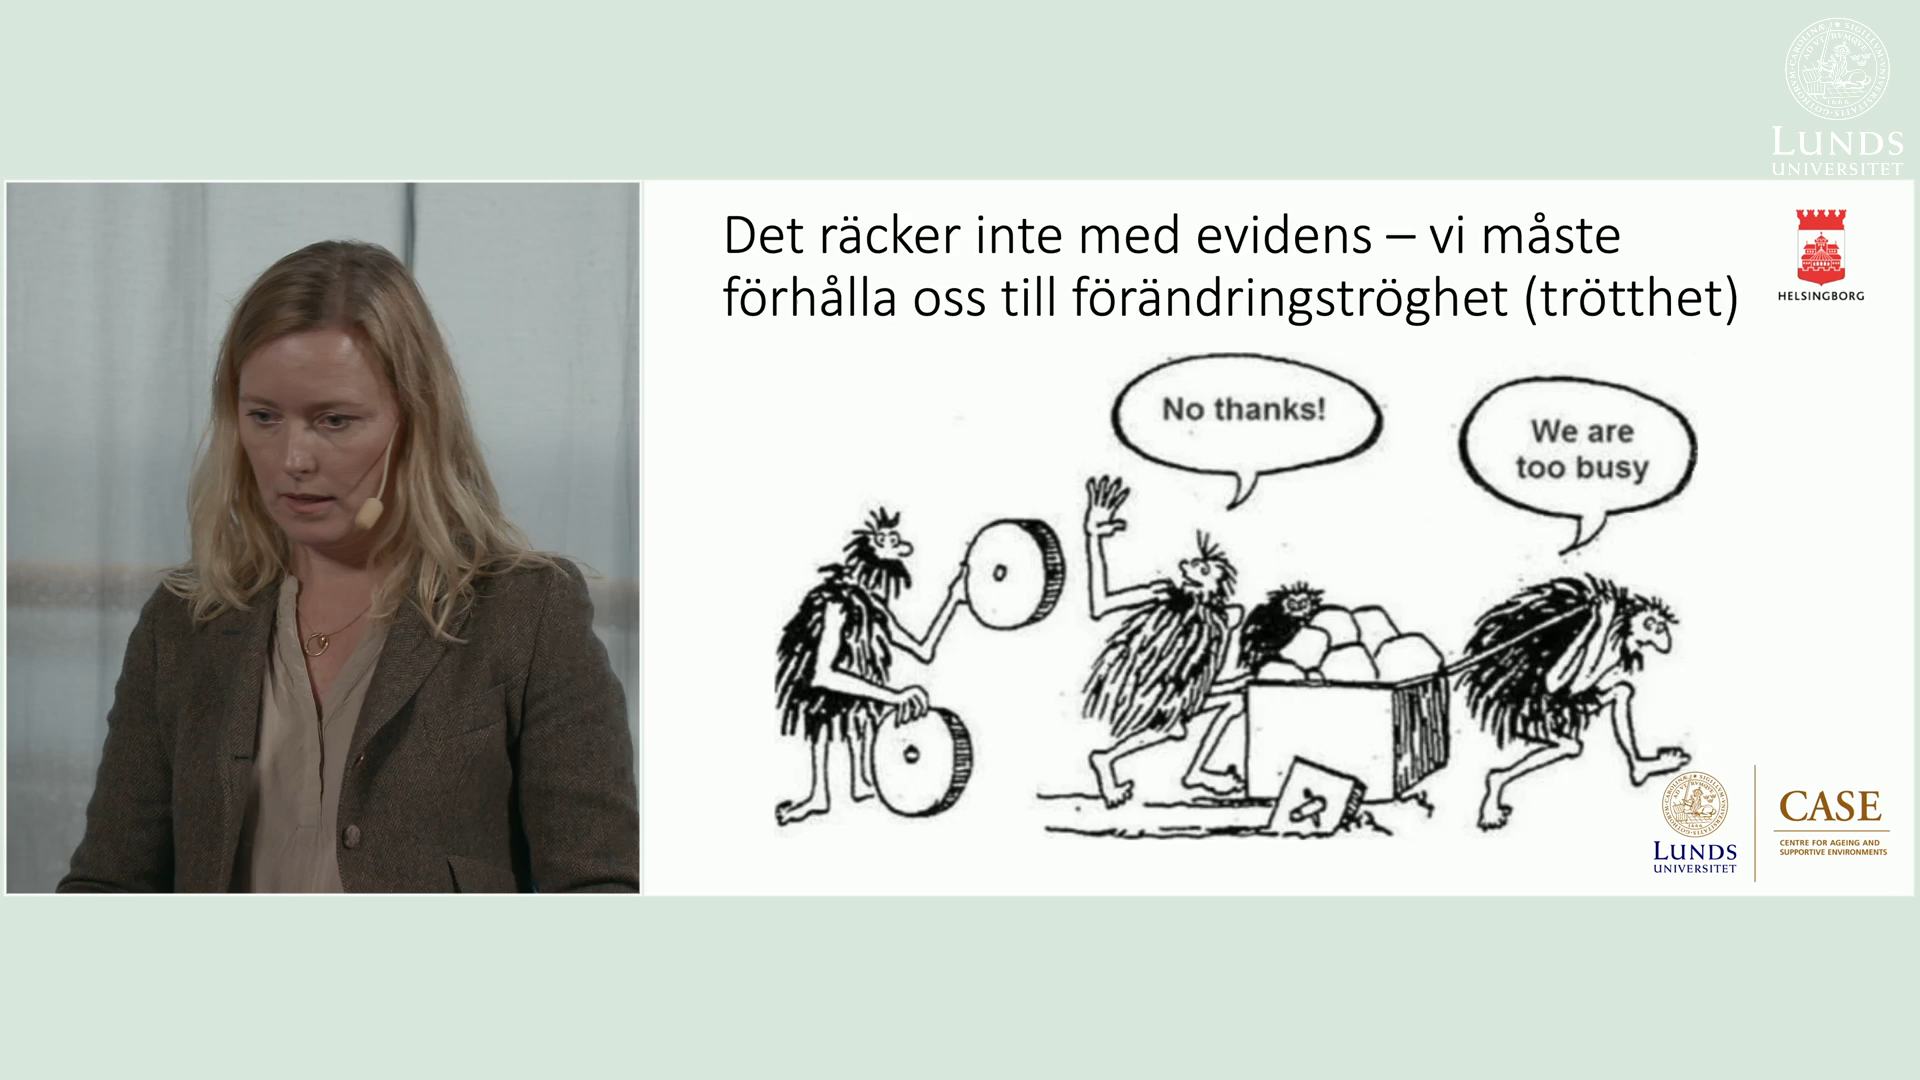 LUNDS
UNIVERSITET
Det räcker inte med evidens – vi måste
förhålla oss till förändringströghet (trötthet)
HELSINGBORG
No thanks!
We are
too busy
LUNDS
UNIVERSITET
CASE
CENTRE FOR AGEING AND
SUPPORTIVE ENVIRONMENTS